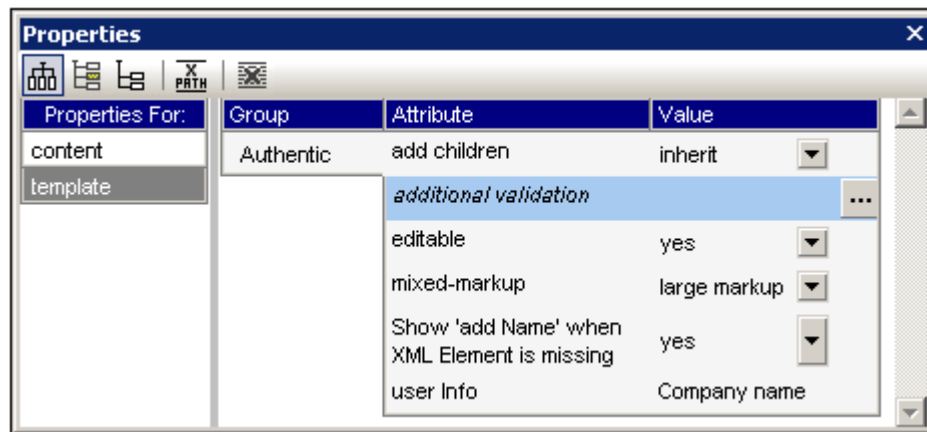 Properties
X PATH
Properties For: Group Attribute Value
content Authentic add children inherit
template additional validation ...
editable yes
mixed-markup large markup
Show 'add Name' when
XML Element is missing yes
user Info Company name